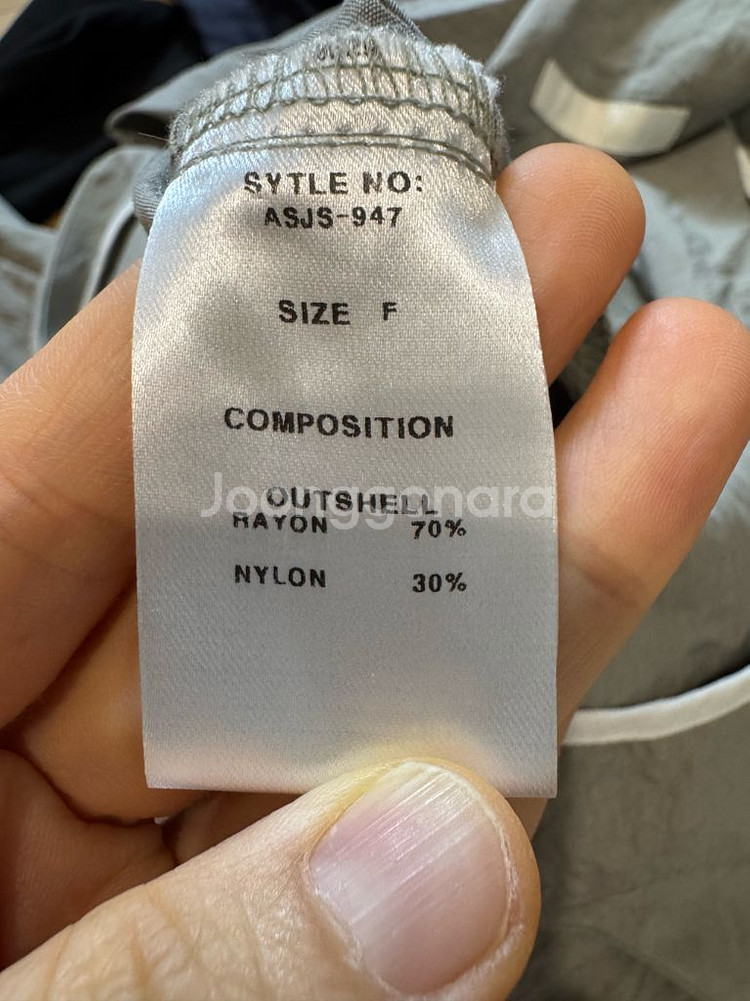 SYTLE NO:
ASJS-947
SIZE F
COMPOSITION
Joonggonara
OUTSHELL
RAYON 70%
NYLON 30%